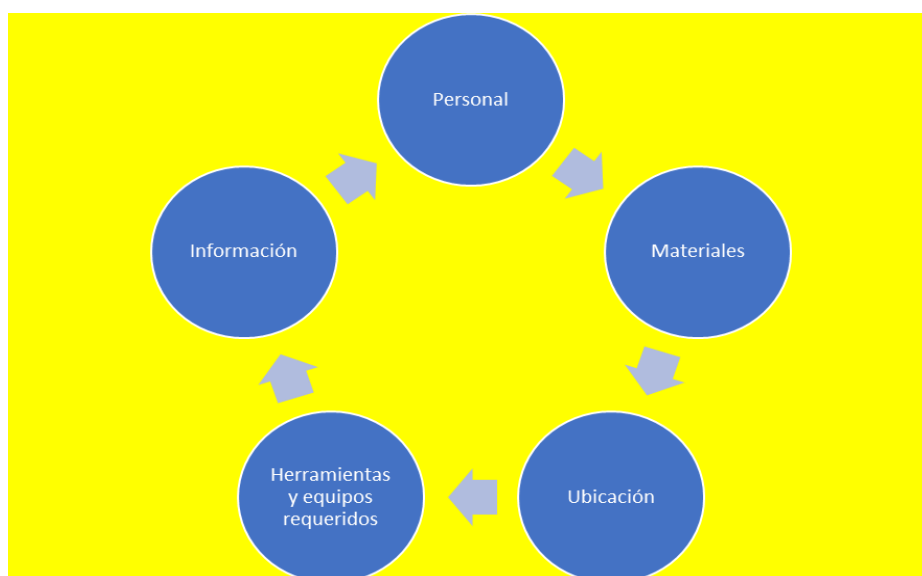 Personal
Materiales
Ubicación
Herramientas
y equipos
requeridos
Información